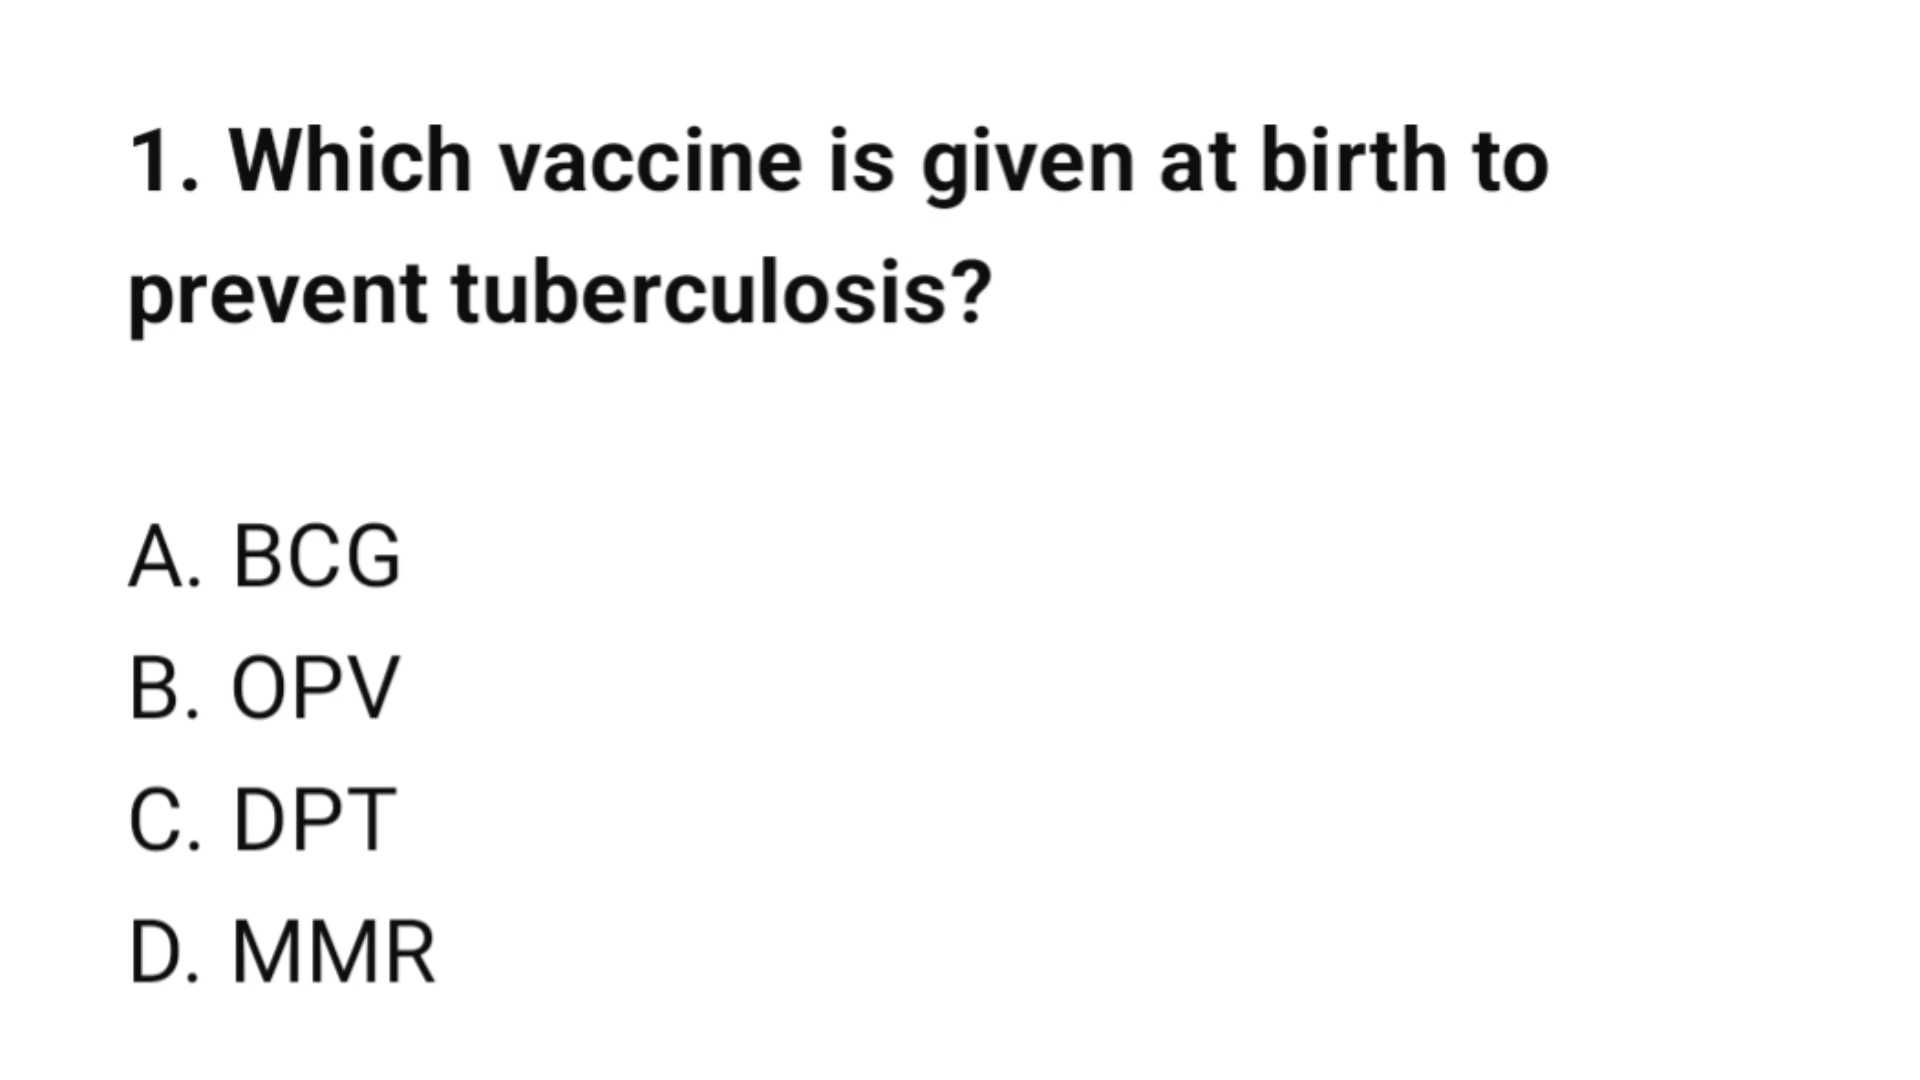 1. Which vaccine is given at birth to
prevent tuberculosis?
A. BCG
B. OPV
C. DPT
D. MMR